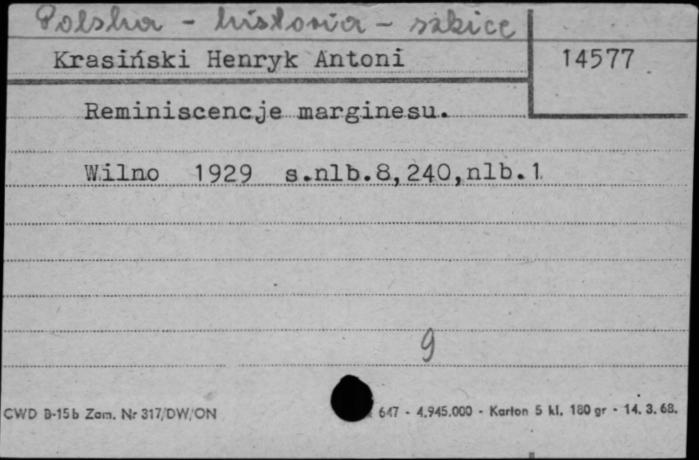 Polska - historia - szkice
Krasiński Henryk Antoni 14577
Reminiscencje marginesu.
Wilno 1929 s.nlb.8,240,nlb.1
9
CWD B-15b Zam. Nr 317/DW/ON 647 - 4.945.000 - Karton 5 kl. 180 gr - 14.3.68.